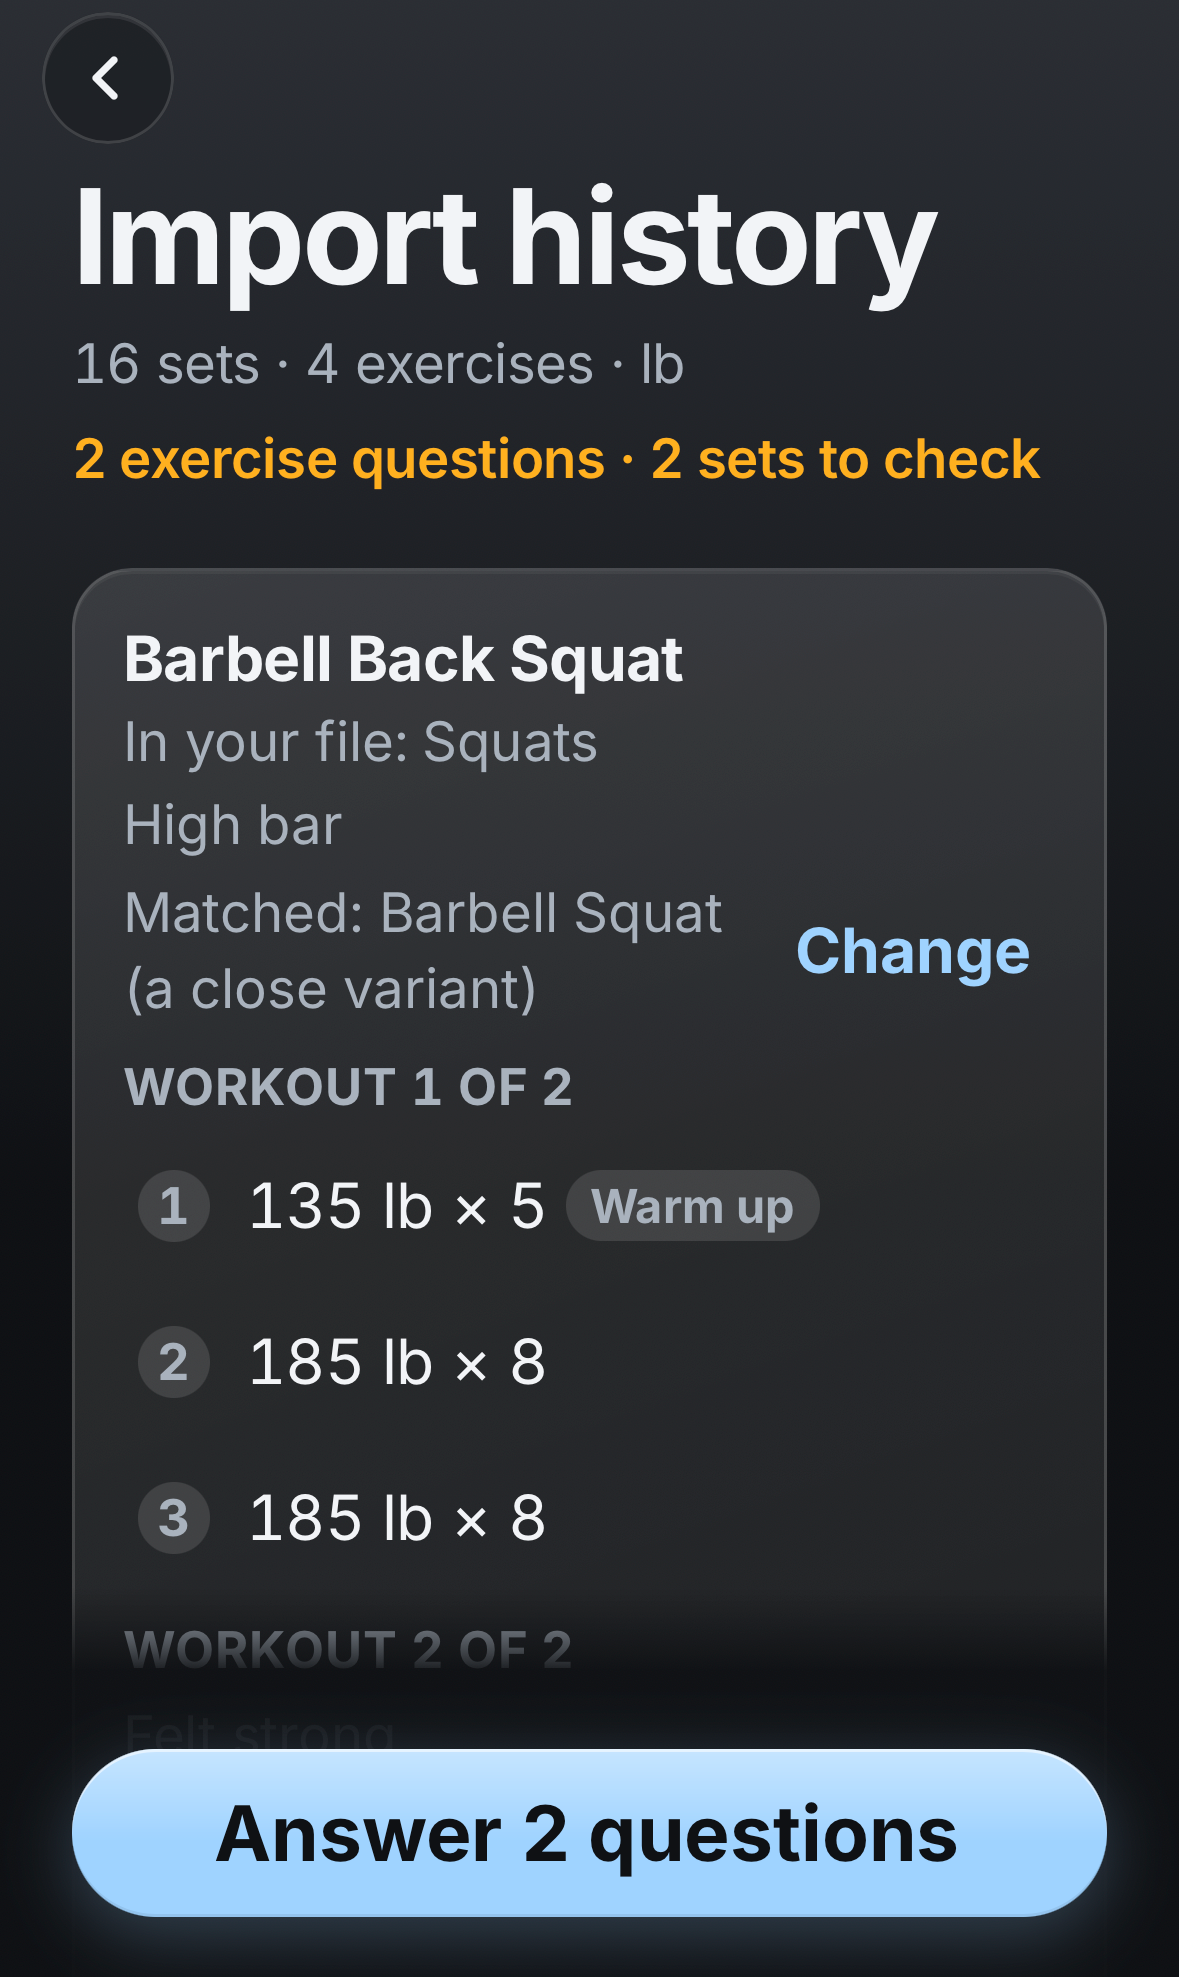 Import history
16 sets · 4 exercises · lb
2 exercise questions · 2 sets to check
Barbell Back Squat
In your file: Squats
High bar
Matched: Barbell Squat
(a close variant)
Change
WORKOUT 1 OF 2
1 135 lb × 5 Warm up
2 185 lb × 8
3 185 lb × 8
WORKOUT 2 OF 2
Felt strong
Answer 2 questions